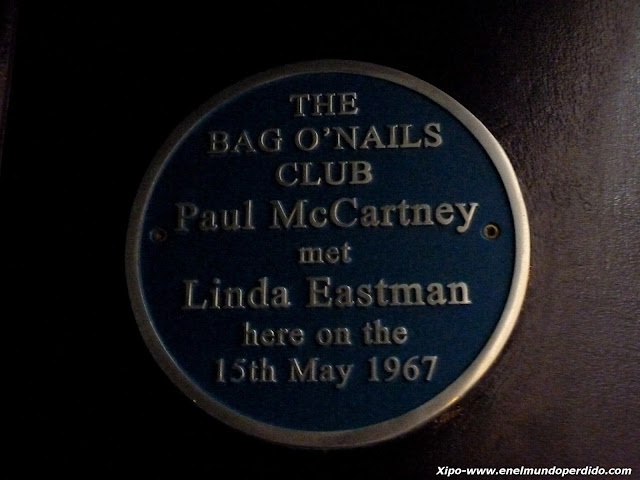 THE
BAG O'NAILS
CLUB
Paul McCartney
met
Linda Eastman
here on the
15th May 1967
Xipo-www.enelmundoperdido.com